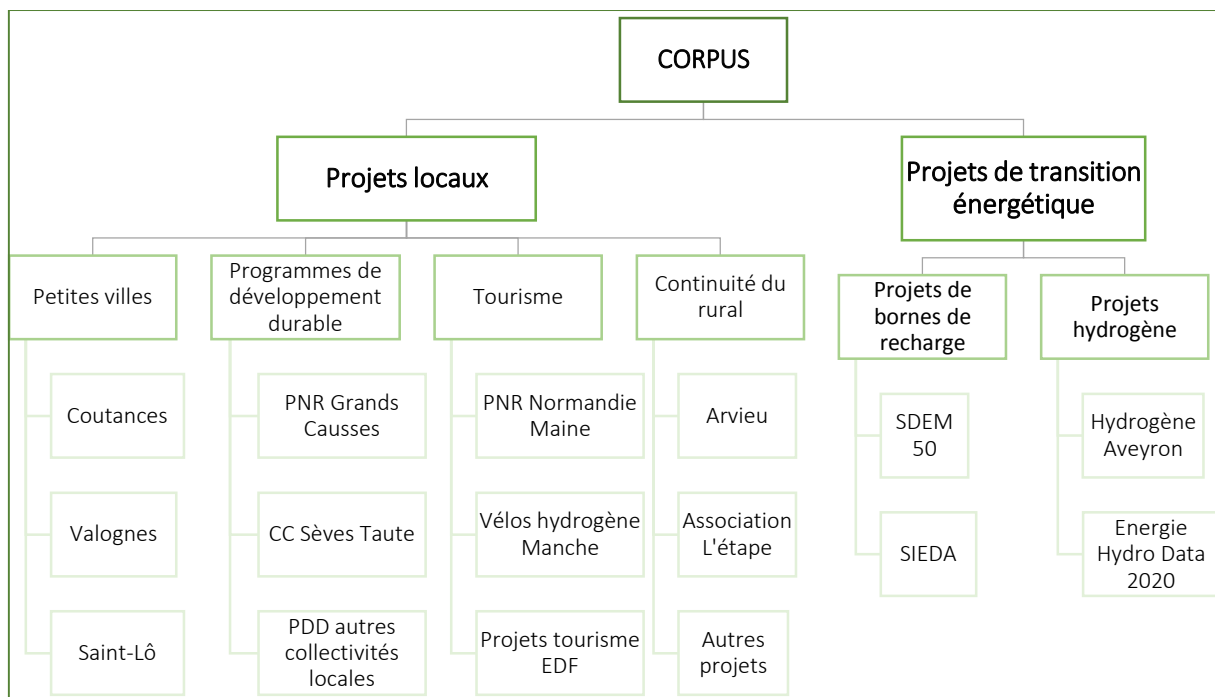 CORPUS
Projets locaux
Projets de transition
énergétique
Petites villes
Programmes de
développement
durable
Tourisme
Continuité du
rural
Projets de
bornes de
recharge
Projets
hydrogène
Coutances
PNR Grands
Causses
PNR Normandie
Maine
Arvieu
SDEM
50
Hydrogène
Aveyron
Valognes
CC Sèves Taute
Vélos hydrogène
Manche
Association
L'étape
SIEDA
Energie
Hydro Data
2020
Saint-Lô
PDD autres
collectivités
locales
Projets tourisme
EDF
Autres
projets